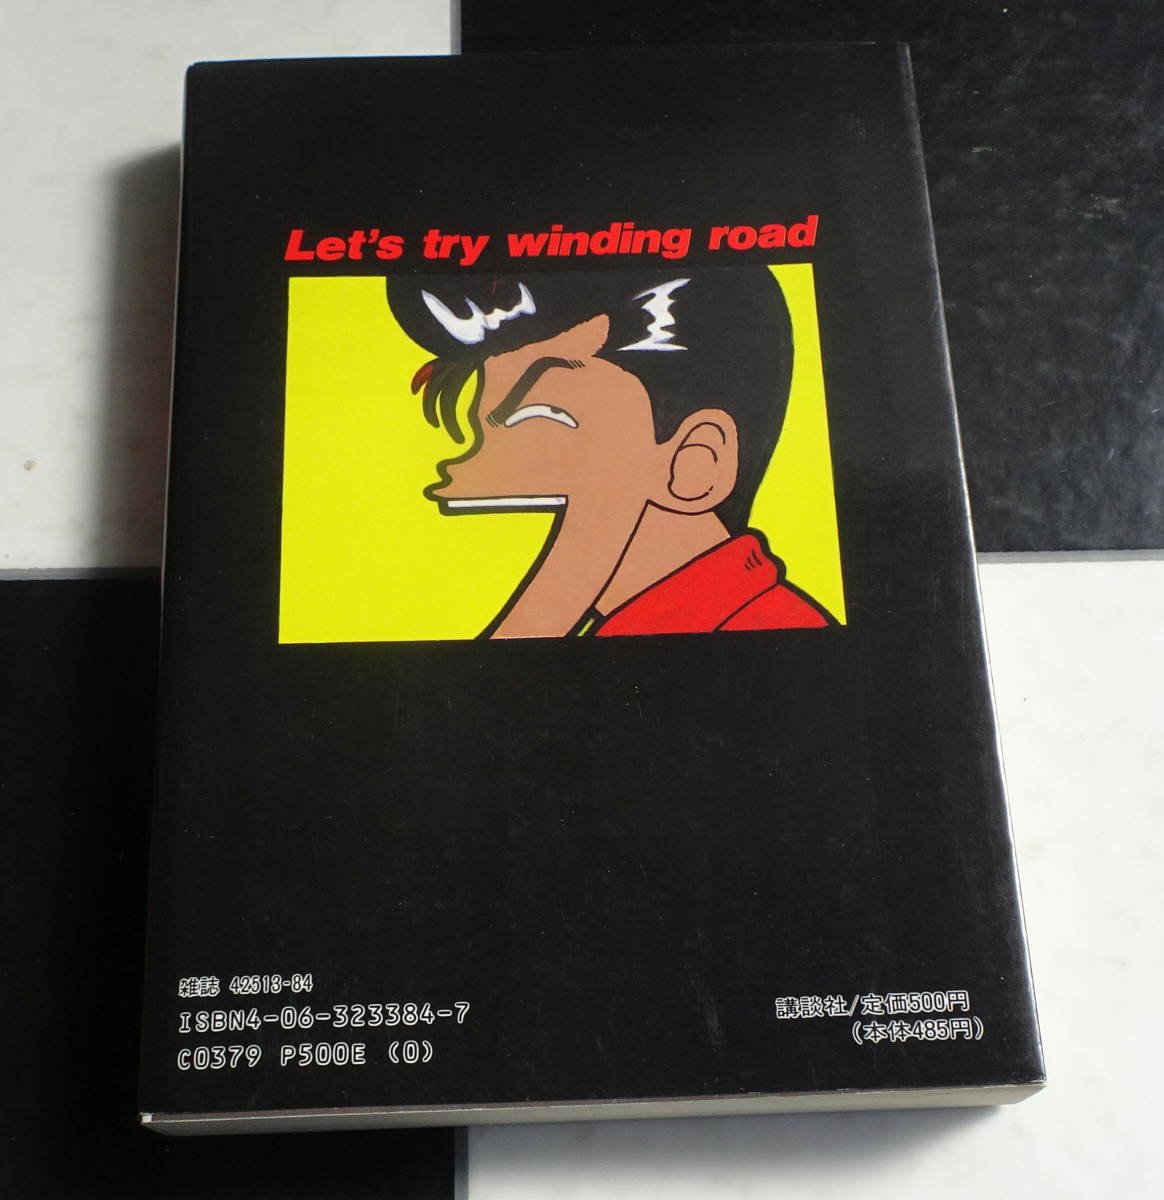 Let's try winding road
雑誌 42513-84
ISBN4-06-323384-7
C0379 P500E (0)
講談社/定価500円
(本体485円)